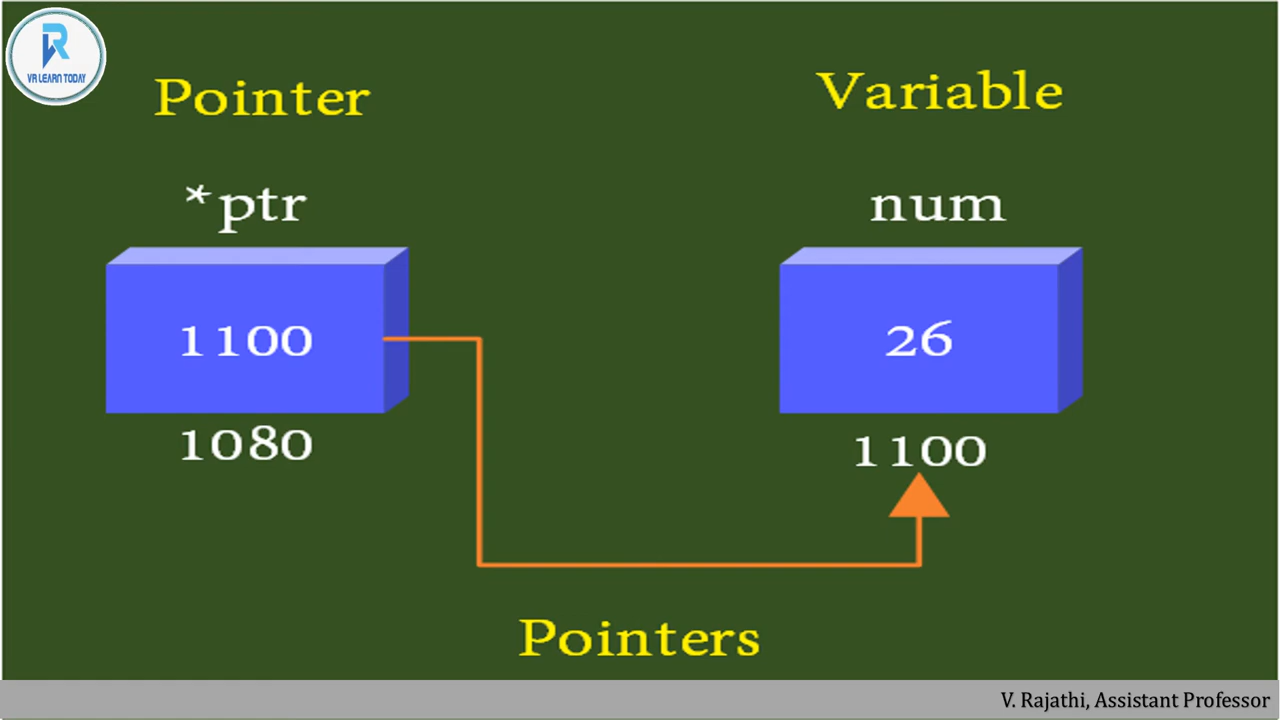 VR LEARN TODAY
Pointer
Variable
*ptr
num
1100
26
1080
1100
Pointers
V. Rajathi, Assistant Professor